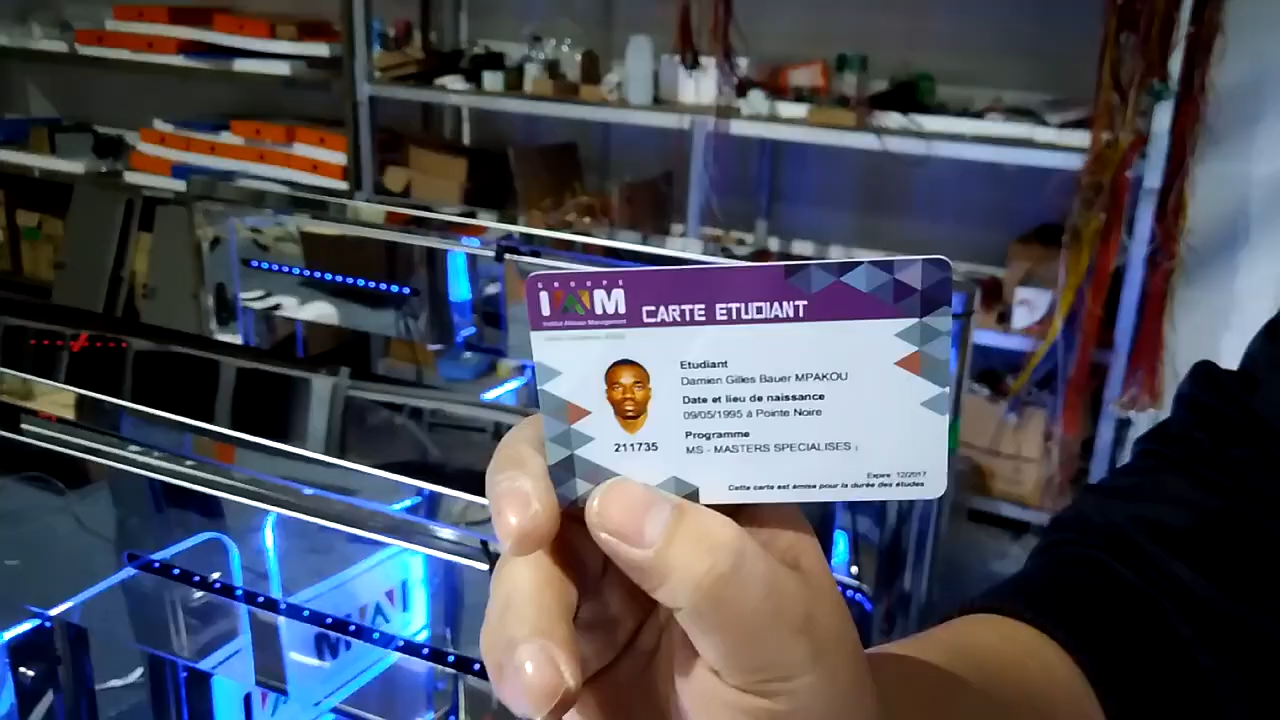 GROUPE
IAM
Institut Africain Management
CARTE ETUDIANT
Etudiant
Damien Gilles Bauer MPAKOU
Date et lieu de naissance
09/05/1995 à Pointe Noire
211735
Programme
MS - MASTERS SPECIALISES
Expire: 12/2017
Cette carte est émise pour la durée des études